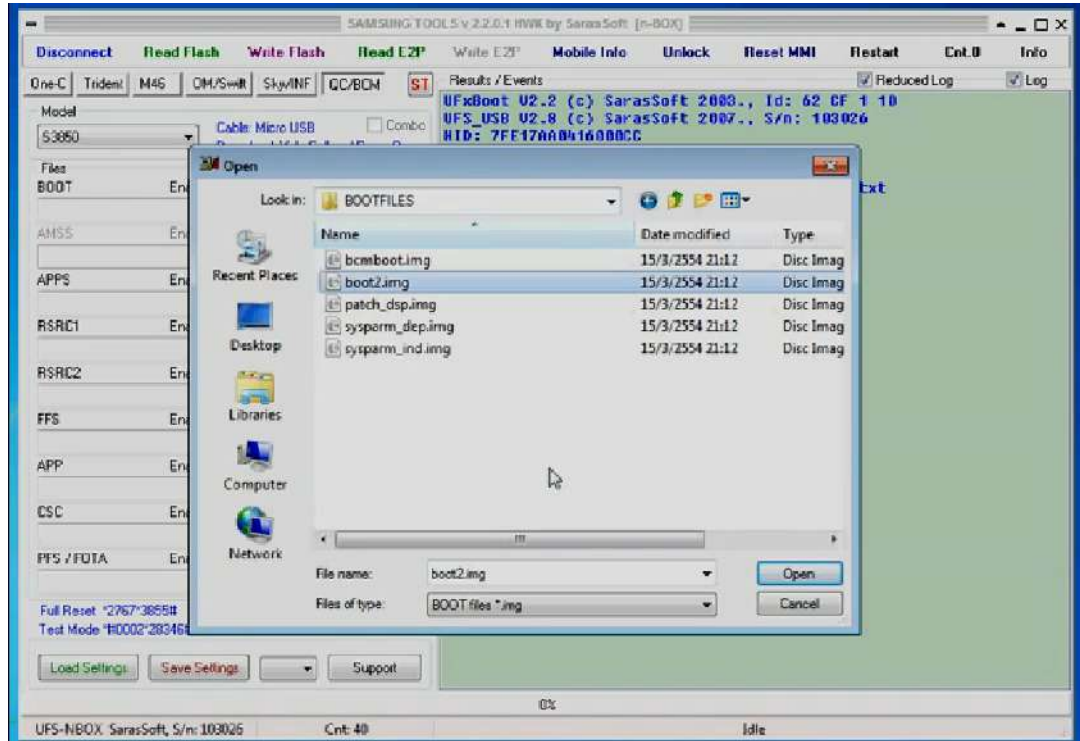 SAMSUNG TOOLS v 2.2.0.1 HWK by SarasSoft [n-BOX]
Disconnect Read Flash Write Flash Read E2P Write E2P Mobile Info Unlock Reset MMI Restart Cnt.0 Info
One-C Trident M46 OM/Swift Sky/INF QC/BCM ST Results / Events Reduced Log Log
Model
S3850
Cable: Micro USB Combo
UFxBoot V2.2 (c) SarasSoft 2003., Id: 62 CF 1 10
UFS_USB V2.8 (c) SarasSoft 2007., S/n: 103026
HID: 7FE17AA0416000CC
txt
Files
BOOT
AMSS
APPS
RSRC1
RSRC2
FFS
APP
CSC
PFS / FOTA
Open
Look in: BOOTFILES
Name Date modified Type
bcmboot.img 15/3/2554 21:12 Disc Imag
boot2.img 15/3/2554 21:12 Disc Imag
patch_dsp.img 15/3/2554 21:12 Disc Imag
sysparm_dep.img 15/3/2554 21:12 Disc Imag
sysparm_ind.img 15/3/2554 21:12 Disc Imag
Recent Places
Desktop
Libraries
Computer
Network
File name: boot2.img Open
Files of type: BOOT files *.img Cancel
Full Reset *2767*3855#
Test Mode *#0002*28346#
Load Settings Save Settings Support
0%
UFS-NBOX SarasSoft, S/n: 103026 Cnt: 40 Idle